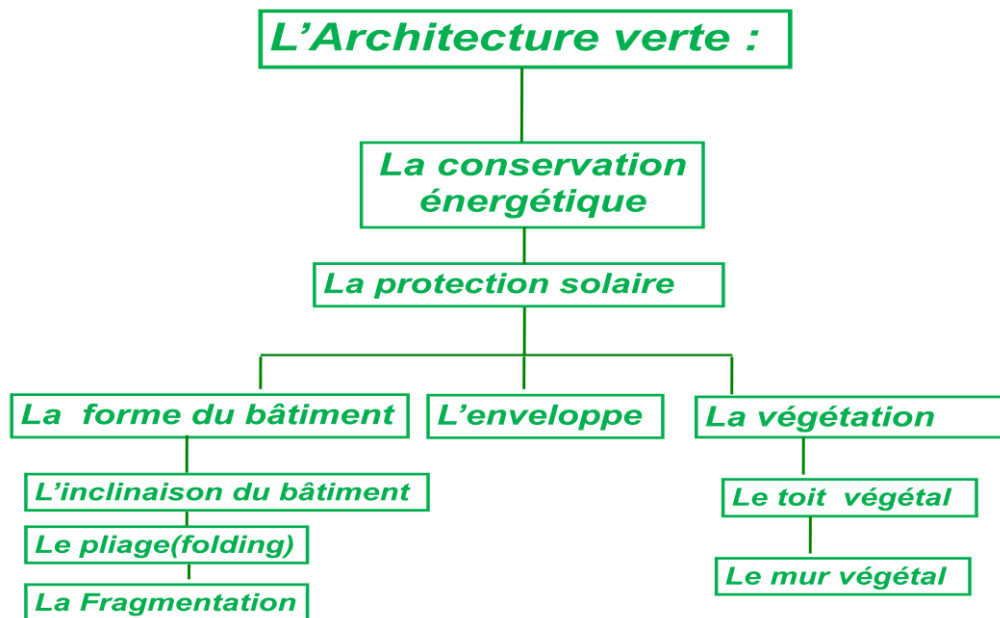 L'Architecture verte :
La conservation
énergétique
La protection solaire
La forme du bâtiment
L'enveloppe
La végétation
L'inclinaison du bâtiment
Le toit végétal
Le pliage(folding)
Le mur végétal
La Fragmentation